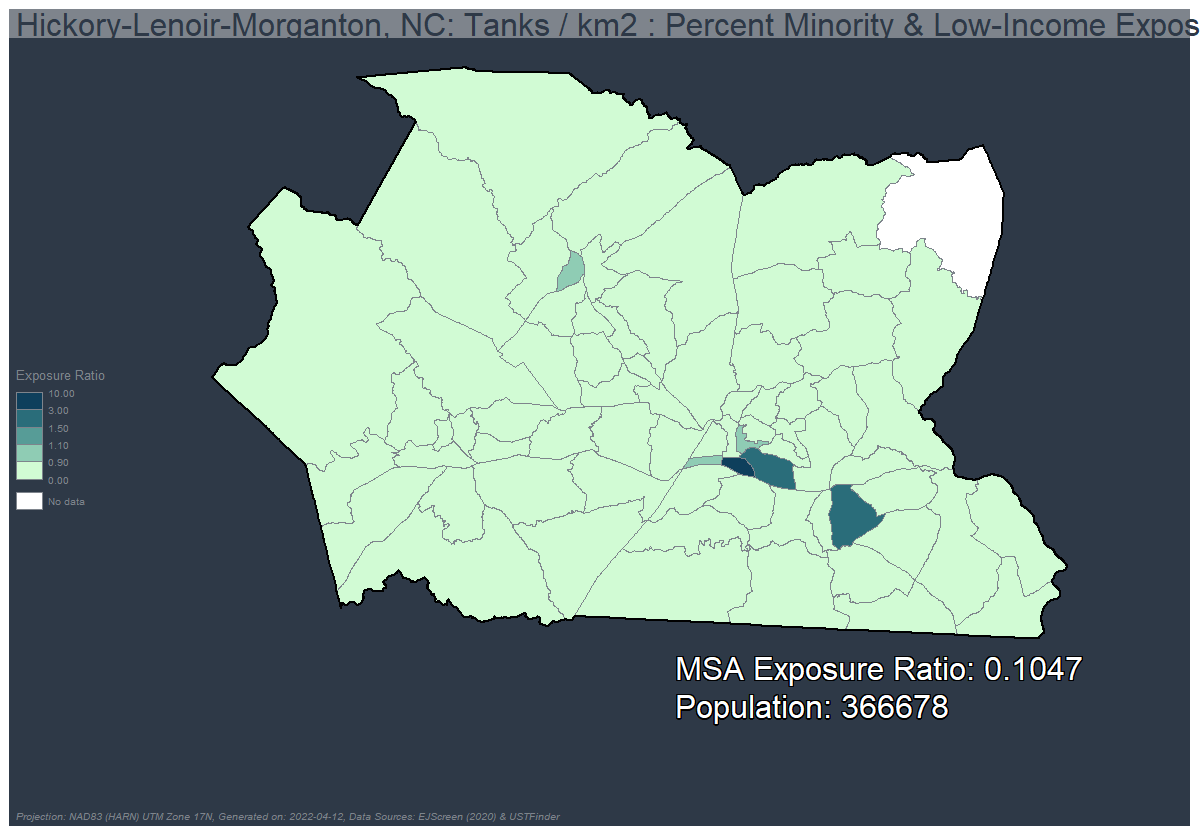 Hickory-Lenoir-Morganton, NC: Tanks / km2 : Percent Minority & Low-Income Expos
Exposure Ratio
10.00
3.00
1.50
1.10
0.90
0.00
No data
MSA Exposure Ratio: 0.1047
Population: 366678
Projection: NAD83 (HARN) UTM Zone 17N, Generated on: 2022-04-12, Data Sources: EJScreen (2020) & USTFinder